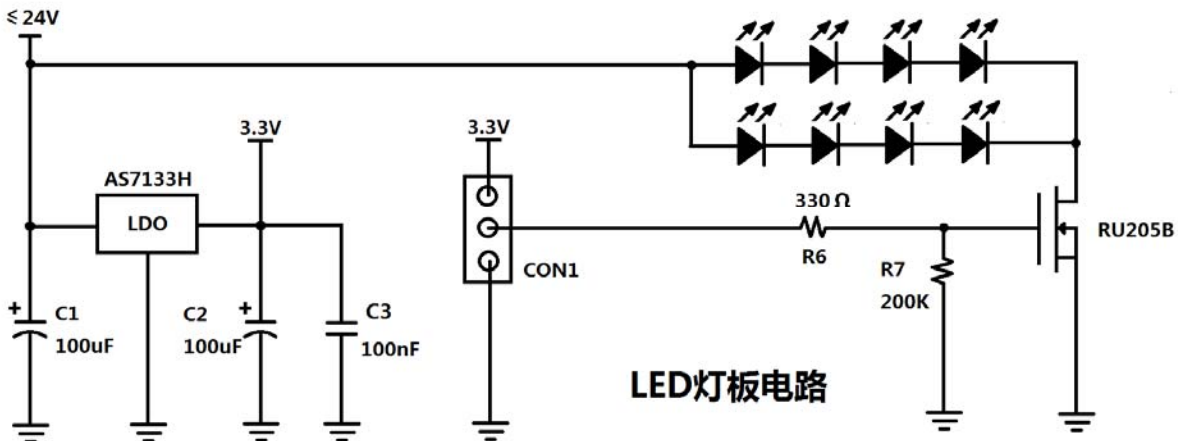 ≤24V
3.3V
3.3V
AS7133H
LDO
330Ω
R6
RU205B
CON1
R7
200K
+
C1
100uF
C2
+
100uF
C3
100nF
LED灯板电路